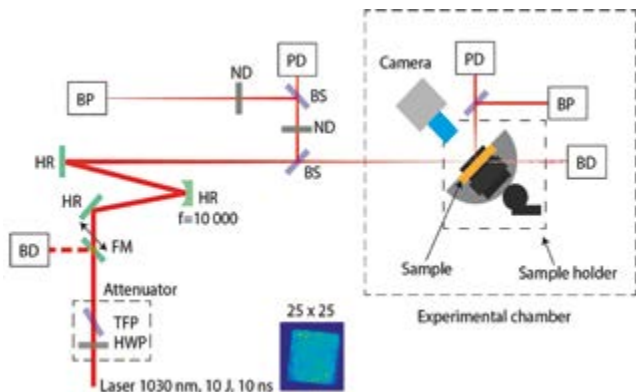 PD
ND
BP
BS
ND
HR
BS
HR
HR
f=10 000
FM
BD
Attenuator
TFP
HWP
25 x 25
Laser 1030 nm, 10 J, 10 ns
Camera
PD
BP
BD
Sample
Sample holder
Experimental chamber